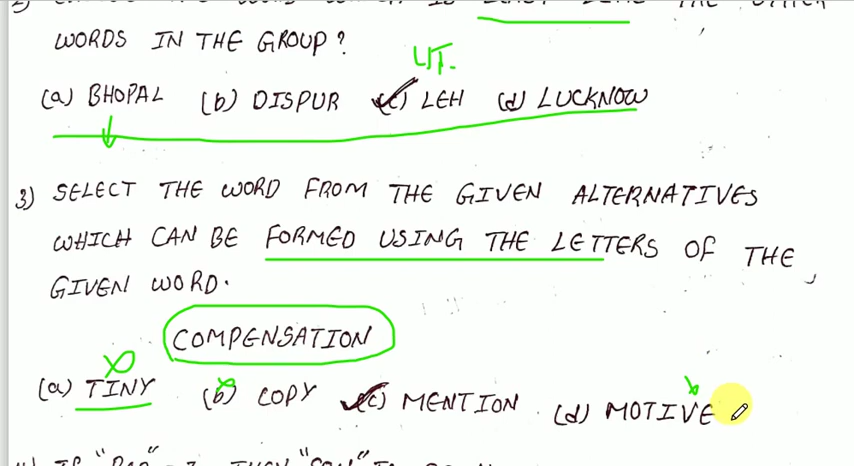 WORDS IN THE GROUP?
UT.
(a) BHOPAL (b) DISPUR (c) LEH (d) LUCKNOW
3) SELECT THE WORD FROM THE GIVEN ALTERNATIVES
WHICH CAN BE FORMED USING THE LETTERS OF THE
GIVEN WORD.
COMPENSATION
(a) TINY (b) COPY (c) MENTION (d) MOTIVE